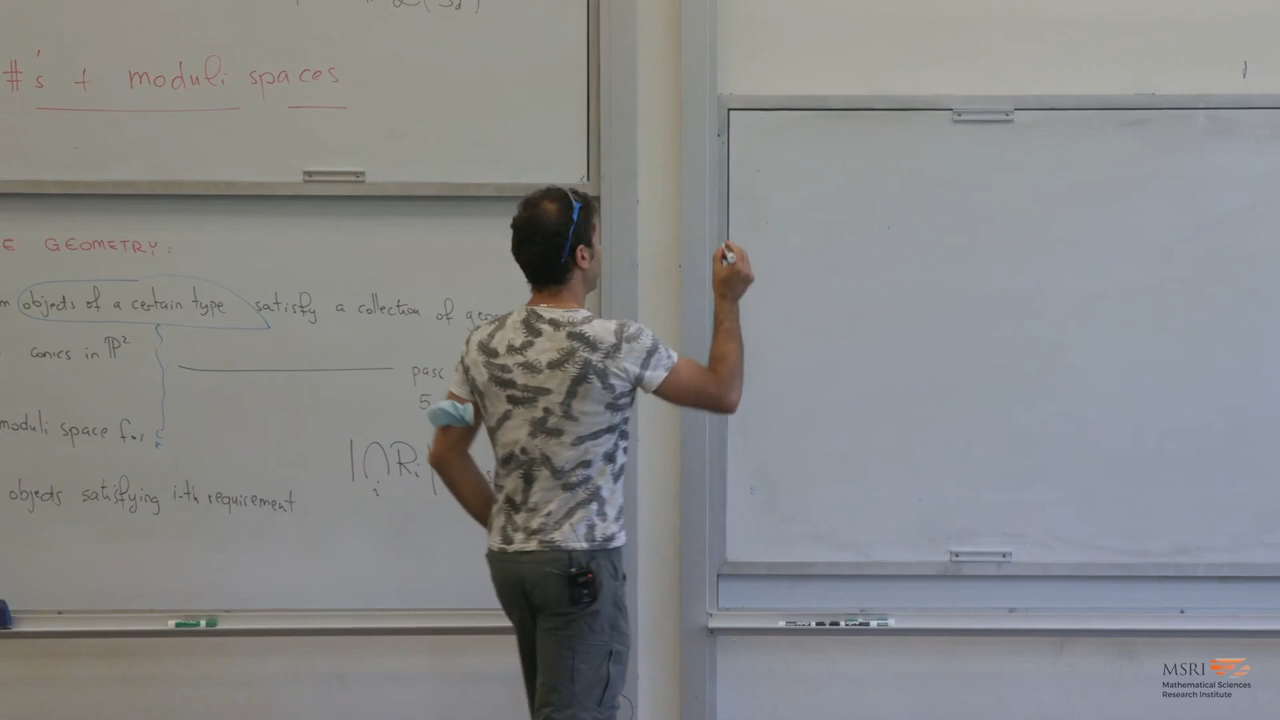 #'s + moduli spaces
E GEOMETRY:
objects of a certain type satisfy a collection of
conics in ℙ²
pass
5
moduli space for
|∩Rᵢ|
i
objects satisfying i-th requirement
MSRI
Mathematical Sciences
Research Institute